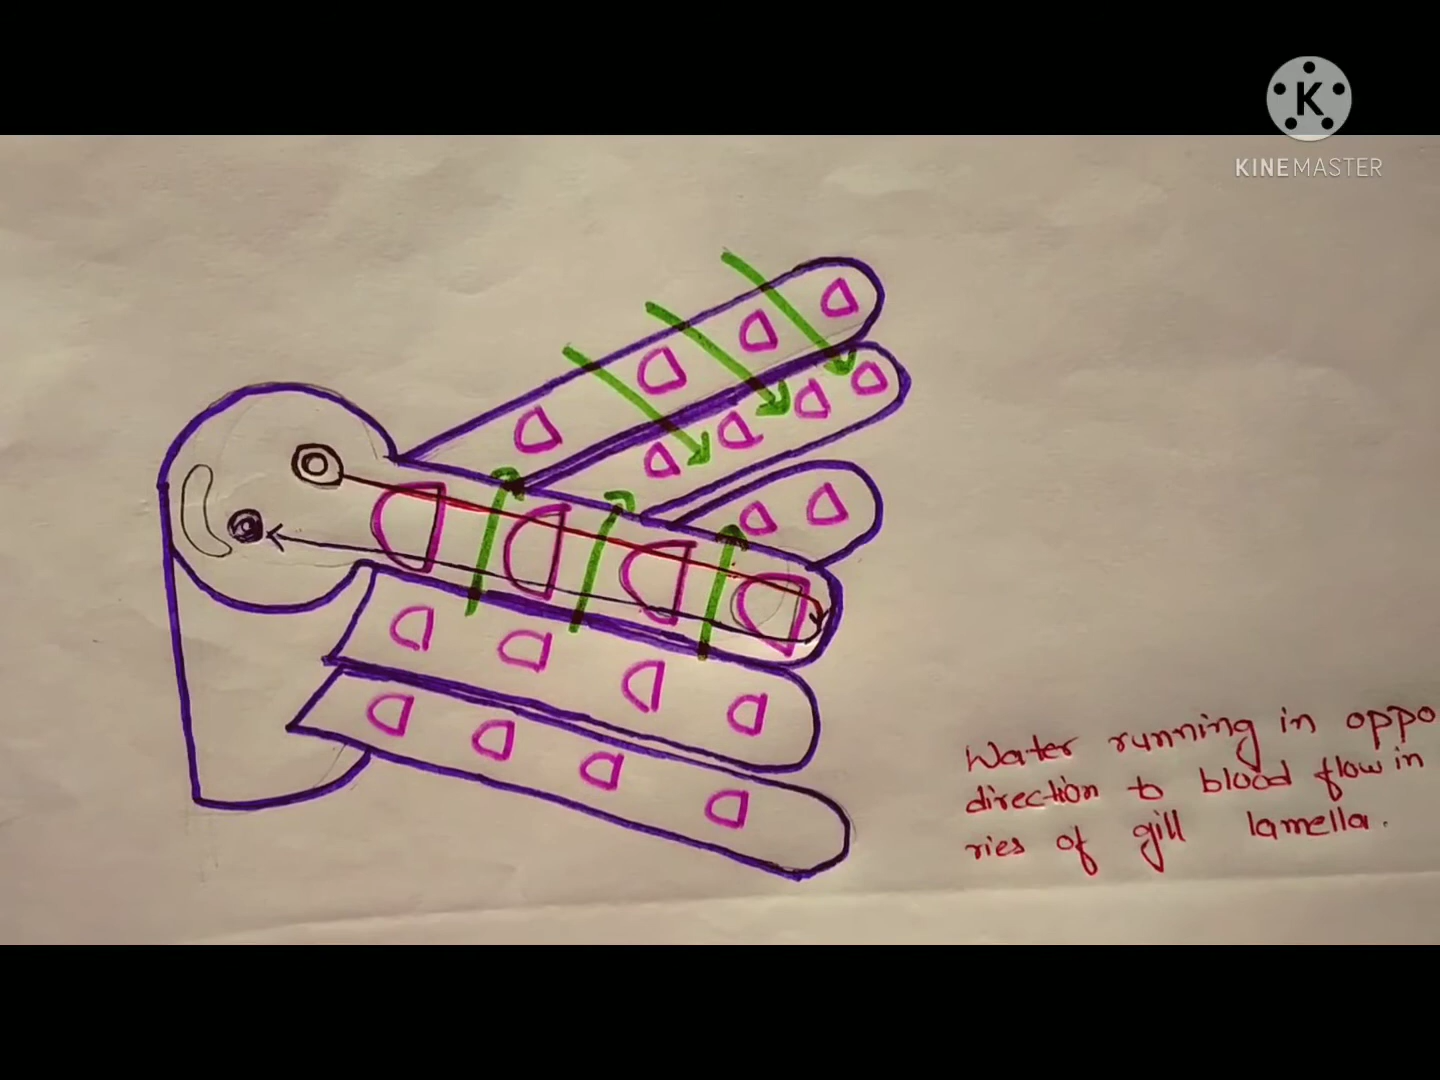 K
KINEMASTER
Water running in oppo
direction to blood flow in
ries of gill lamella.